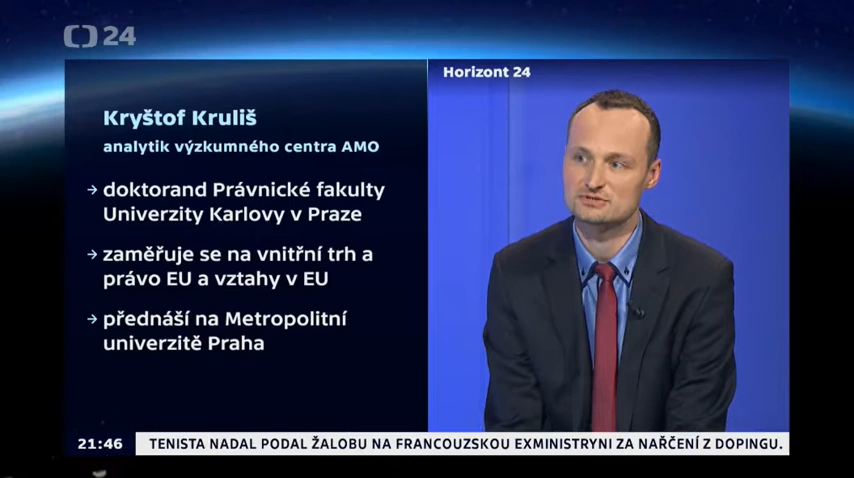 24
Horizont 24
Kryštof Kruliš
analytik výzkumného centra AMO
→ doktorand Právnické fakulty
Univerzity Karlovy v Praze
→ zaměřuje se na vnitřní trh a
právo EU a vztahy v EU
→ přednáší na Metropolitní
univerzitě Praha
21:46 TENISTA NADAL PODAL ŽALOBU NA FRANCOUZSKOU EXMINISTRYNI ZA NAŘČENÍ Z DOPINGU.